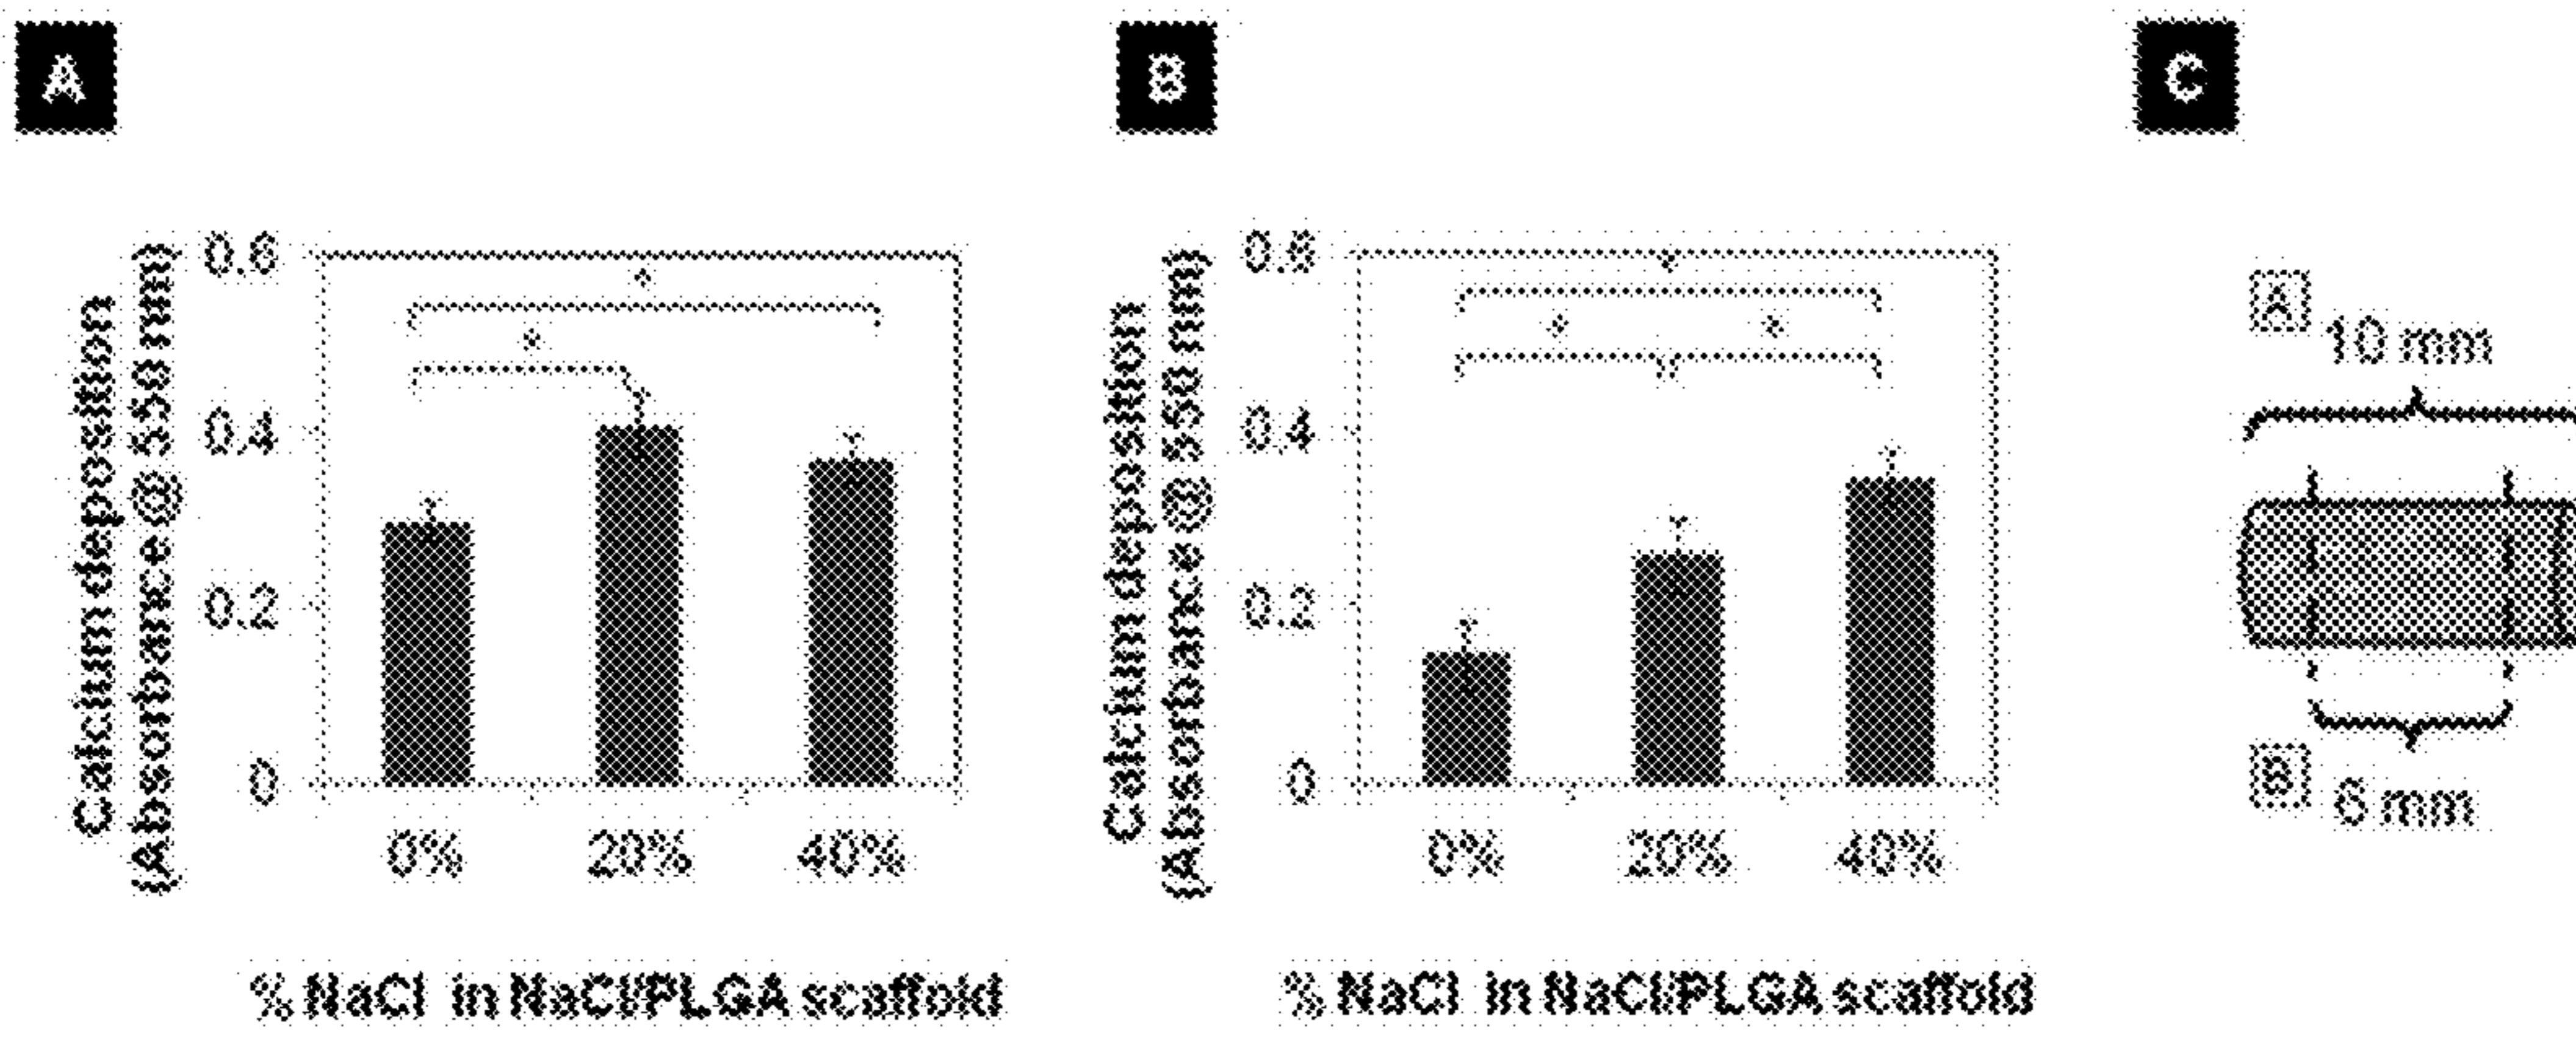 A
B
C
Calcium deposition
(Absorbance @ 550 nm)
0.6
0.4
0.2
0
*
*
0%
20%
40%
% NaCl in NaCl/PLGA scaffold
Calcium deposition
(Absorbance @ 550 nm)
0.6
0.4
0.2
0
*
*
*
0%
20%
40%
% NaCl in NaCl/PLGA scaffold
A
10 mm
B
6 mm